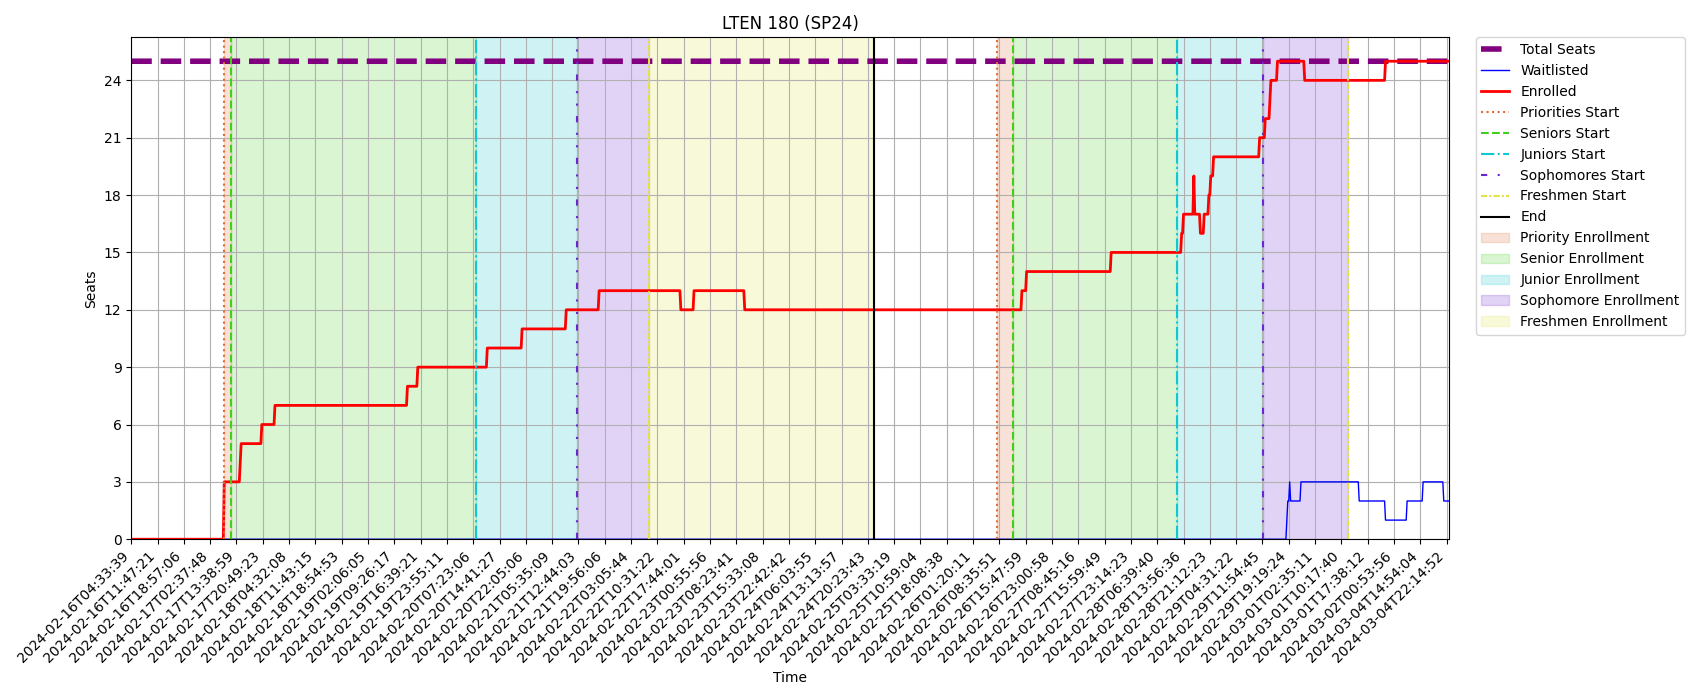 LTEN 180 (SP24)
Total Seats
Waitlisted
Enrolled
Priorities Start
Seniors Start
Juniors Start
Sophomores Start
Freshmen Start
End
Priority Enrollment
Senior Enrollment
Junior Enrollment
Sophomore Enrollment
Freshmen Enrollment
Seats
24
21
18
15
12
9
6
3
0
2024-02-16T04:33:39
2024-02-16T11:47:21
2024-02-16T18:57:06
2024-02-17T02:37:48
2024-02-17T13:38:59
2024-02-17T20:49:23
2024-02-18T04:32:08
2024-02-18T11:43:15
2024-02-18T18:54:53
2024-02-19T02:06:05
2024-02-19T09:26:17
2024-02-19T16:39:21
2024-02-19T23:55:11
2024-02-20T07:23:06
2024-02-20T14:41:27
2024-02-20T22:05:06
2024-02-21T05:35:09
2024-02-21T12:44:03
2024-02-21T19:56:06
2024-02-22T03:05:44
2024-02-22T10:31:22
2024-02-22T17:44:01
2024-02-23T00:55:56
2024-02-23T08:23:41
2024-02-23T15:33:08
2024-02-23T22:42:42
2024-02-24T06:03:55
2024-02-24T13:13:57
2024-02-24T20:23:43
2024-02-25T03:33:19
2024-02-25T10:59:04
2024-02-25T18:08:38
2024-02-26T01:20:11
2024-02-26T08:35:51
2024-02-26T15:47:59
2024-02-26T23:00:58
2024-02-27T08:45:16
2024-02-27T15:59:49
2024-02-27T23:14:23
2024-02-28T06:39:40
2024-02-28T13:56:36
2024-02-28T21:12:23
2024-02-29T04:31:22
2024-02-29T11:54:45
2024-02-29T19:19:24
2024-03-01T02:35:11
2024-03-01T10:17:40
2024-03-01T17:38:12
2024-03-02T00:53:56
2024-03-04T14:54:04
2024-03-04T22:14:52
Time